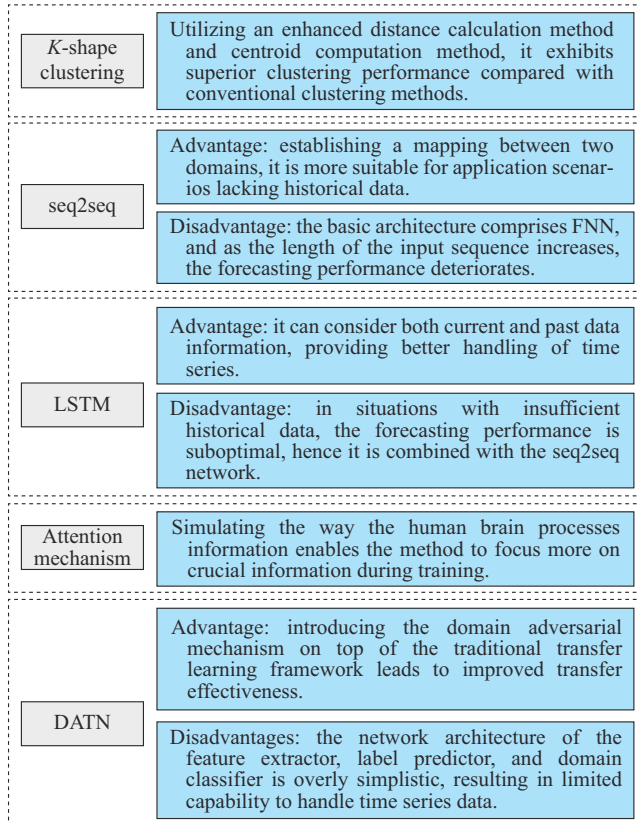 K-shape
clustering
Utilizing an enhanced distance calculation method
and centroid computation method, it exhibits
superior clustering performance compared with
conventional clustering methods.
seq2seq
Advantage: establishing a mapping between two
domains, it is more suitable for application scenar-
ios lacking historical data.
Disadvantage: the basic architecture comprises FNN,
and as the length of the input sequence increases,
the forecasting performance deteriorates.
LSTM
Advantage: it can consider both current and past data
information, providing better handling of time
series.
Disadvantage: in situations with insufficient
historical data, the forecasting performance is
suboptimal, hence it is combined with the seq2seq
network.
Attention
mechanism
Simulating the way the human brain processes
information enables the method to focus more on
crucial information during training.
DATN
Advantage: introducing the domain adversarial
mechanism on top of the traditional transfer
learning framework leads to improved transfer
effectiveness.
Disadvantages: the network architecture of the
feature extractor, label predictor, and domain
classifier is overly simplistic, resulting in limited
capability to handle time series data.